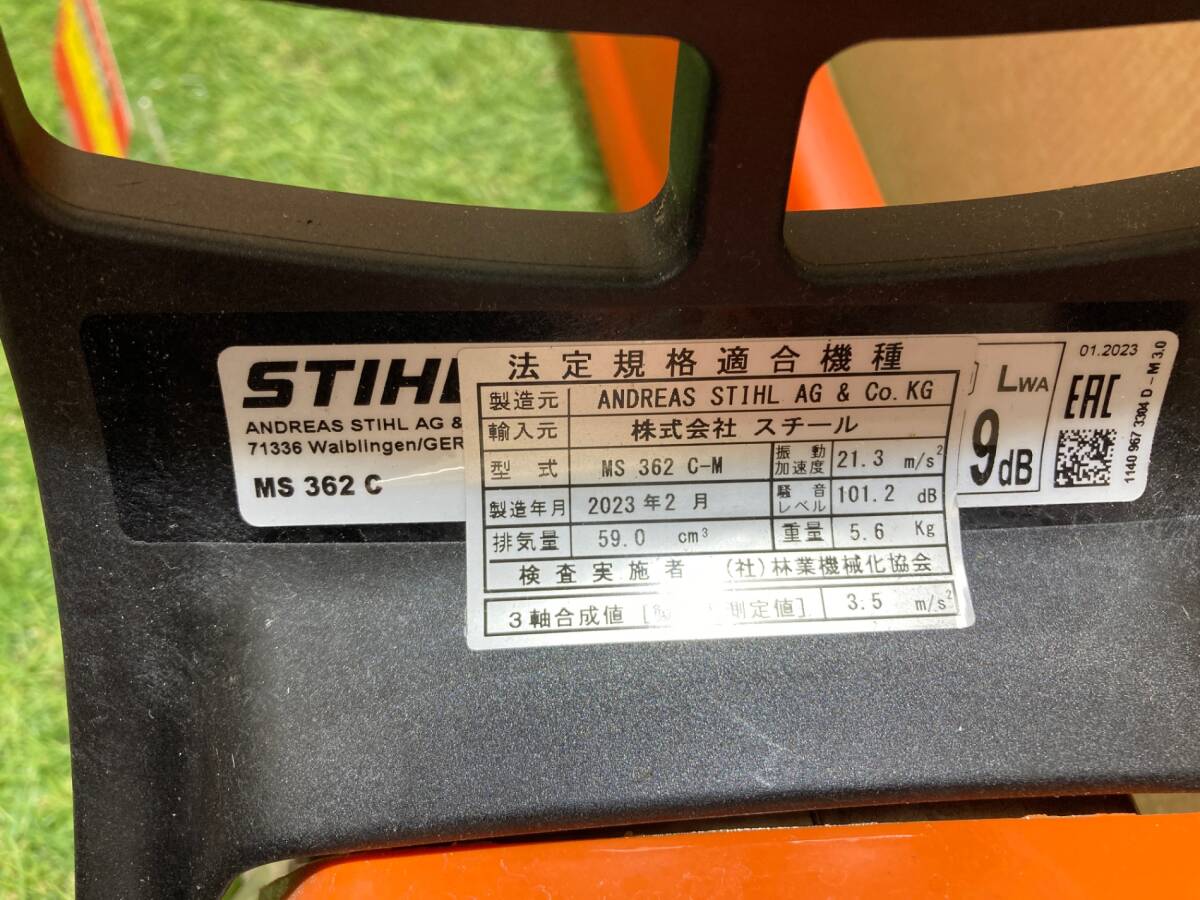 STIHL
ANDREAS STIHL AG &
71336 Waiblingen/GER
MS 362 C
法定規格適合機種
製造元 ANDREAS STIHL AG & Co. KG
輸入元 株式会社 スチール
型式 MS 362 C-M 振動加速度 21.3 m/s²
製造年月 2023年2月 騒音レベル 101.2 dB
排気量 59.0 cm³ 重量 5.6 Kg
検査実施者 (社)林業機械化協会
3軸合成値 [ 測定値] 3.5 m/s²
LWA
9 dB
01.2023
EAC
1140 967 3304 D - M3.0